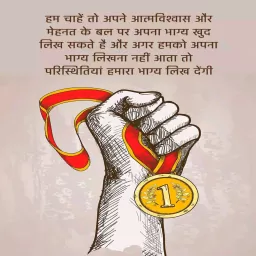 हम चाहें तो अपने आत्मविश्वास और
मेहनत के बल पर अपना भाग्य खुद
लिख सकते है और अगर हमको अपना
भाग्य लिखना नहीं आता तो
परिस्थितियां हमारा भाग्य लिख देंगी
1